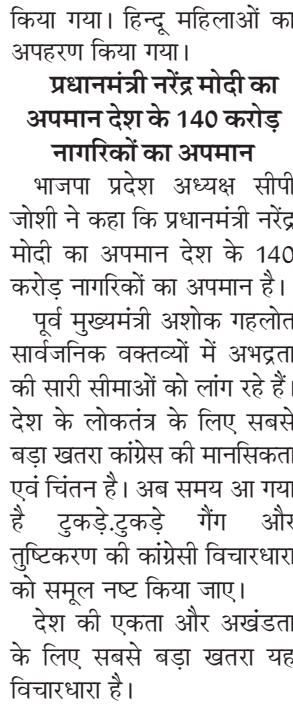 किया गया। हिन्दू महिलाओं का
अपहरण किया गया।
प्रधानमंत्री नरेंद्र मोदी का
अपमान देश के 140 करोड़
नागरिकों का अपमान
भाजपा प्रदेश अध्यक्ष सीपी
जोशी ने कहा कि प्रधानमंत्री नरेंद्र
मोदी का अपमान देश के 140
करोड़ नागरिकों का अपमान है।
पूर्व मुख्यमंत्री अशोक गहलोत
सार्वजनिक वक्तव्यों में अभद्रता
की सारी सीमाओं को लांग रहे हैं।
देश के लोकतंत्र के लिए सबसे
बड़ा खतरा कांग्रेस की मानसिकता
एवं चिंतन है। अब समय आ गया
है टुकड़े.टुकड़े गैंग और
तुष्टिकरण की कांग्रेसी विचारधारा
को समूल नष्ट किया जाए।
देश की एकता और अखंडता
के लिए सबसे बड़ा खतरा यह
विचारधारा है।